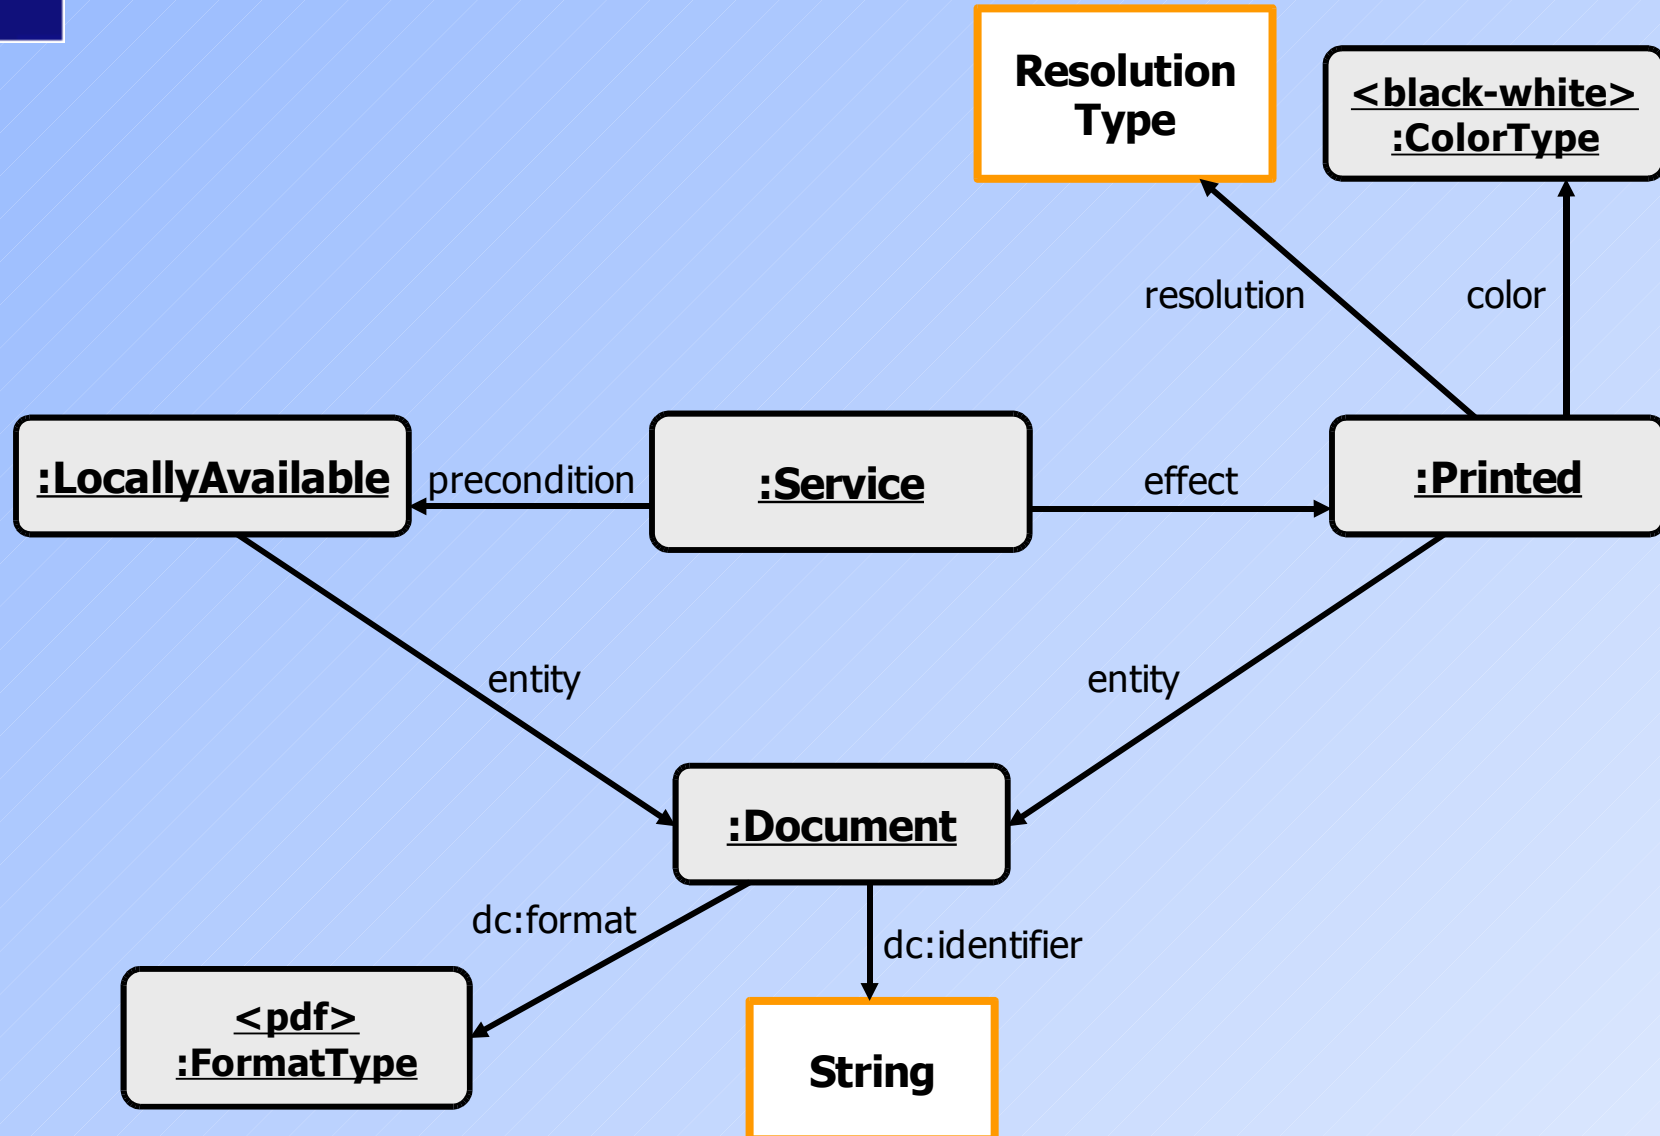 Resolution
Type
<black-white>
:ColorType
resolution
color
:LocallyAvailable
precondition
:Service
effect
:Printed
entity
entity
:Document
dc:format
dc:identifier
<pdf>
:FormatType
String